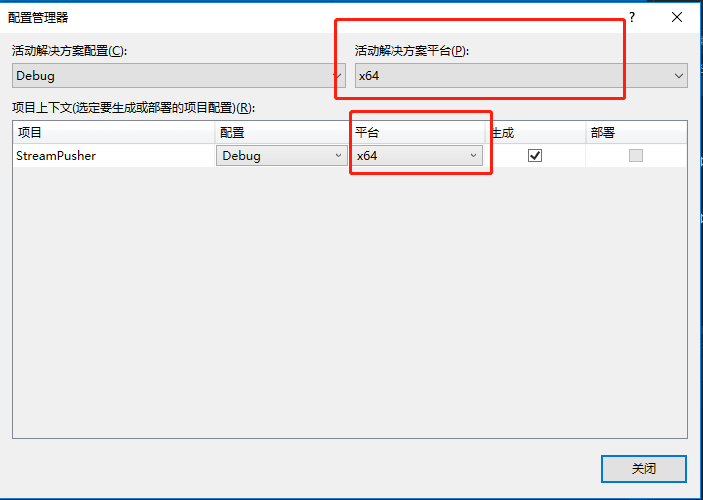 配置管理器
活动解决方案配置(C):
活动解决方案平台(P):
Debug
x64
项目上下文(选定要生成或部署的项目配置)(R):
项目
配置
平台
生成
部署
StreamPusher
Debug
x64
关闭